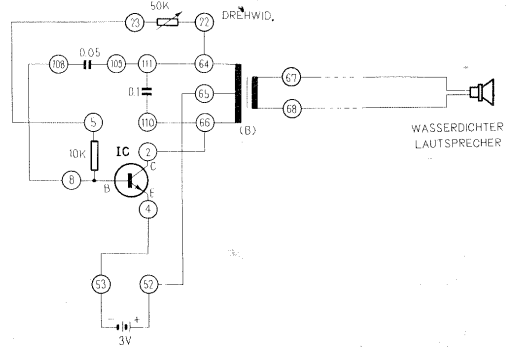 50K
23
22
DREHWID.
0.05
108
109
111
64
67
0.1
65
5
110
66
68
(B)
WASSERDICHTER
LAUTSPRECHER
10K
IC
2
C
8
B
E
4
53
52
- +
3V